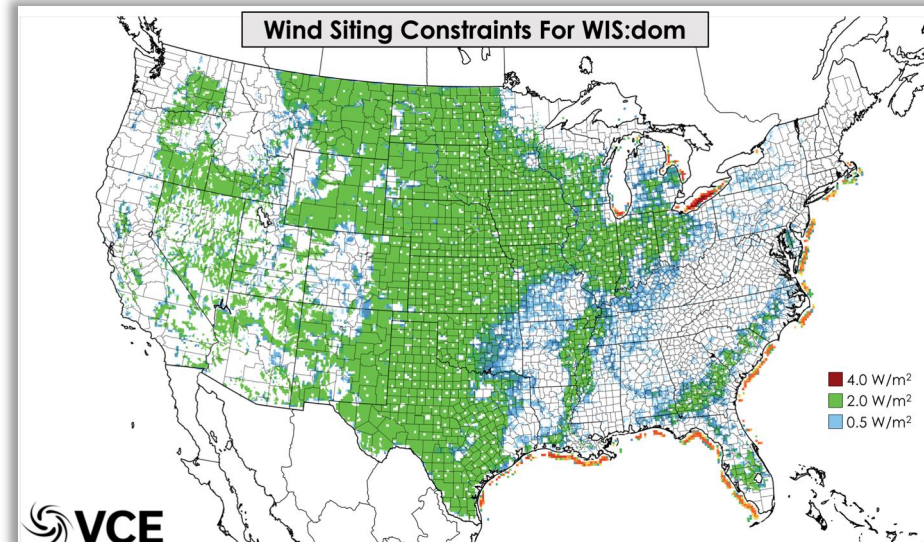 Wind Siting Constraints For WIS:dom
4.0 W/m²
2.0 W/m²
0.5 W/m²
VCE